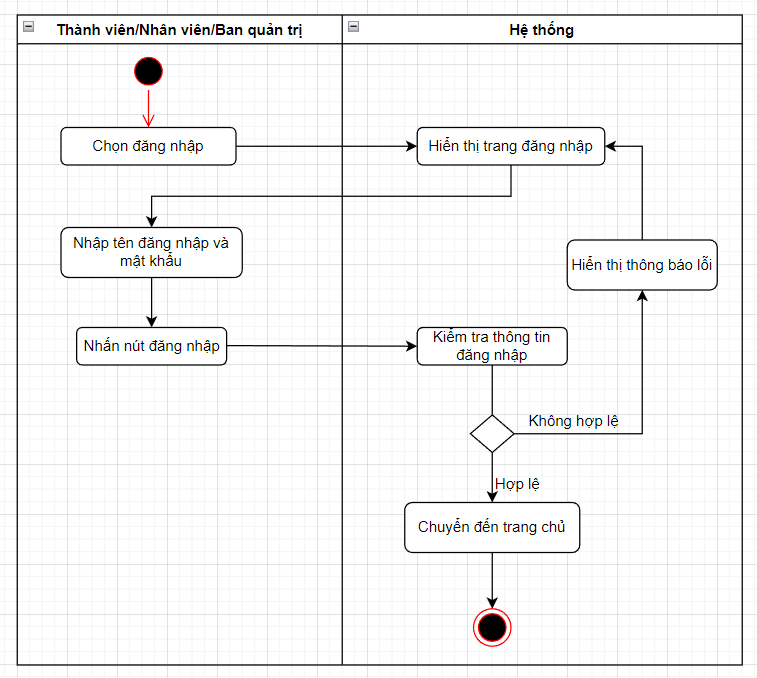 Thành viên/Nhân viên/Ban quản trị
Hệ thống
Chọn đăng nhập
Hiển thị trang đăng nhập
Nhập tên đăng nhập và
mật khẩu
Hiển thị thông báo lỗi
Nhấn nút đăng nhập
Kiểm tra thông tin
đăng nhập
Không hợp lệ
Hợp lệ
Chuyển đến trang chủ